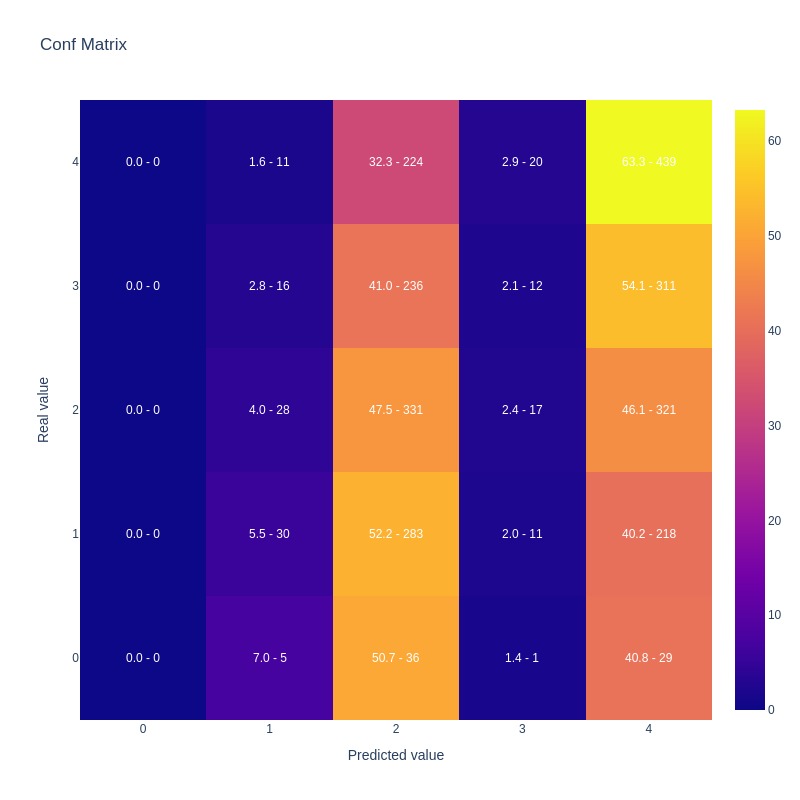 Conf Matrix
4 0.0 - 0 1.6 - 11 32.3 - 224 2.9 - 20 63.3 - 439
3 0.0 - 0 2.8 - 16 41.0 - 236 2.1 - 12 54.1 - 311
2 0.0 - 0 4.0 - 28 47.5 - 331 2.4 - 17 46.1 - 321
1 0.0 - 0 5.5 - 30 52.2 - 283 2.0 - 11 40.2 - 218
0 0.0 - 0 7.0 - 5 50.7 - 36 1.4 - 1 40.8 - 29
0 1 2 3 4
Predicted value
Real value
60
50
40
30
20
10
0